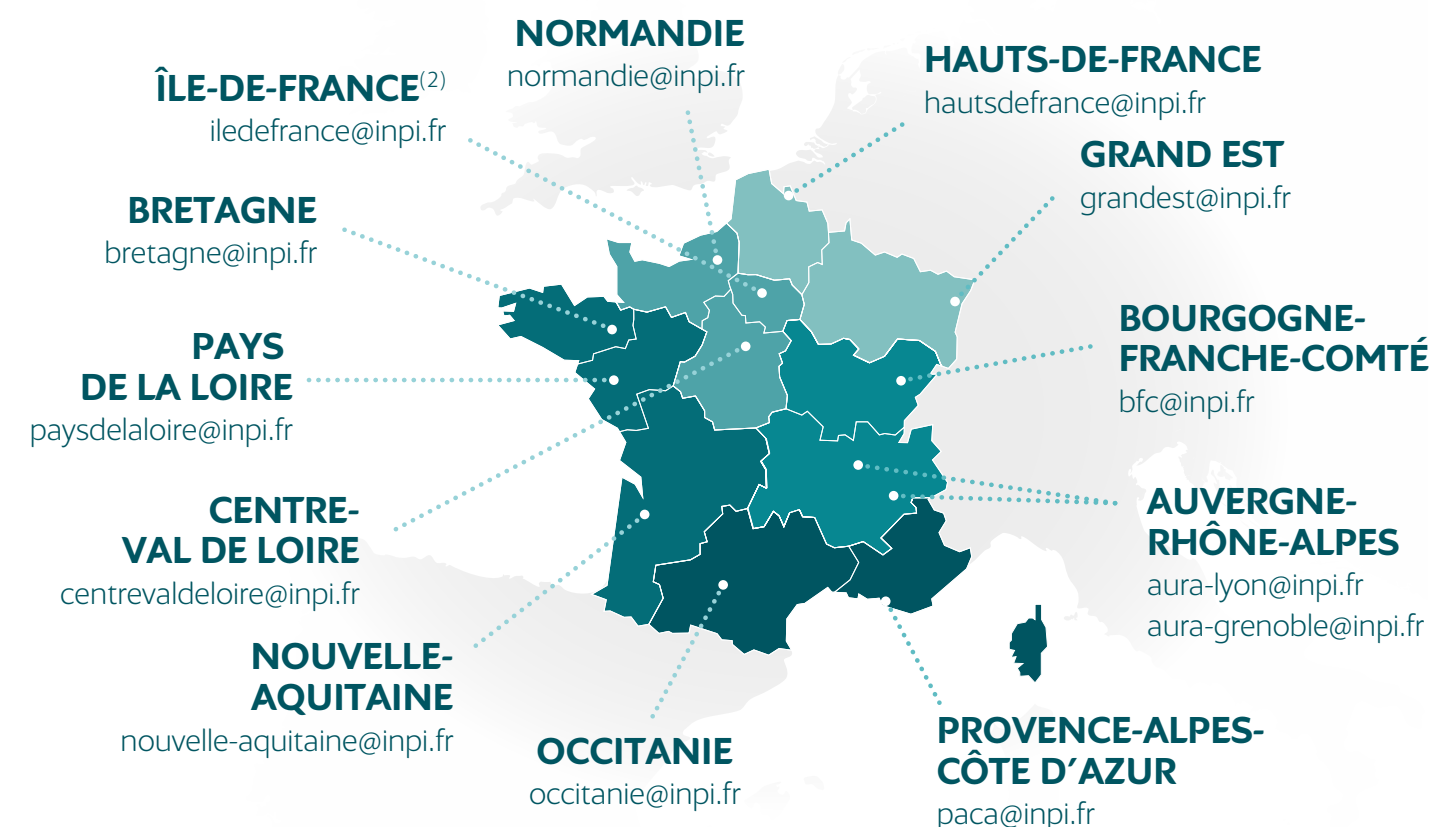 NORMANDIE
normandie@inpi.fr
HAUTS-DE-FRANCE
hautsdefrance@inpi.fr
ÎLE-DE-FRANCE(2)
iledefrance@inpi.fr
GRAND EST
grandest@inpi.fr
BRETAGNE
bretagne@inpi.fr
BOURGOGNE-
FRANCHE-COMTÉ
bfc@inpi.fr
PAYS
DE LA LOIRE
paysdelaloire@inpi.fr
AUVERGNE-
RHÔNE-ALPES
aura-lyon@inpi.fr
aura-grenoble@inpi.fr
CENTRE-
VAL DE LOIRE
centrevaldeloire@inpi.fr
NOUVELLE-
AQUITAINE
nouvelle-aquitaine@inpi.fr
OCCITANIE
occitanie@inpi.fr
PROVENCE-ALPES-
CÔTE D’AZUR
paca@inpi.fr